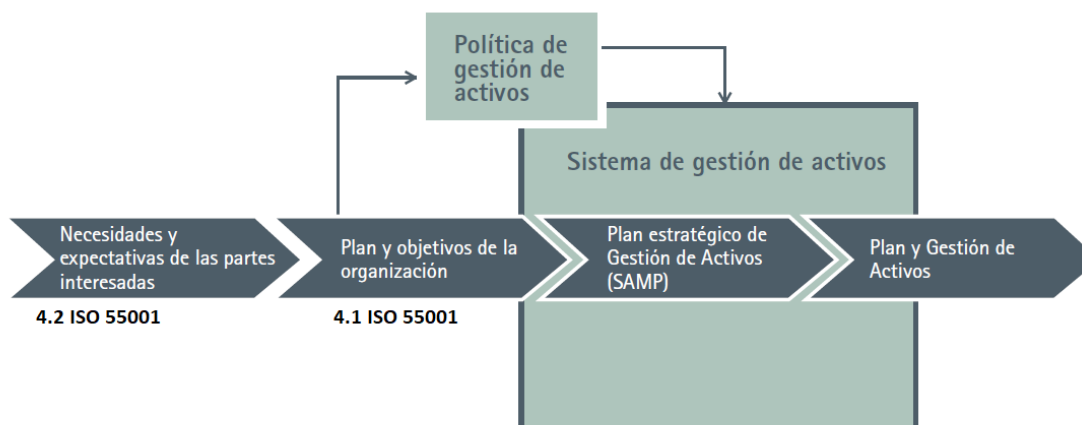 Política de
gestión de
activos
Sistema de gestión de activos
Necesidades y
expectativas de las partes
interesadas
Plan y objetivos de la
organización
Plan estratégico de
Gestión de Activos
(SAMP)
Plan y Gestión de
Activos
4.2 ISO 55001
4.1 ISO 55001